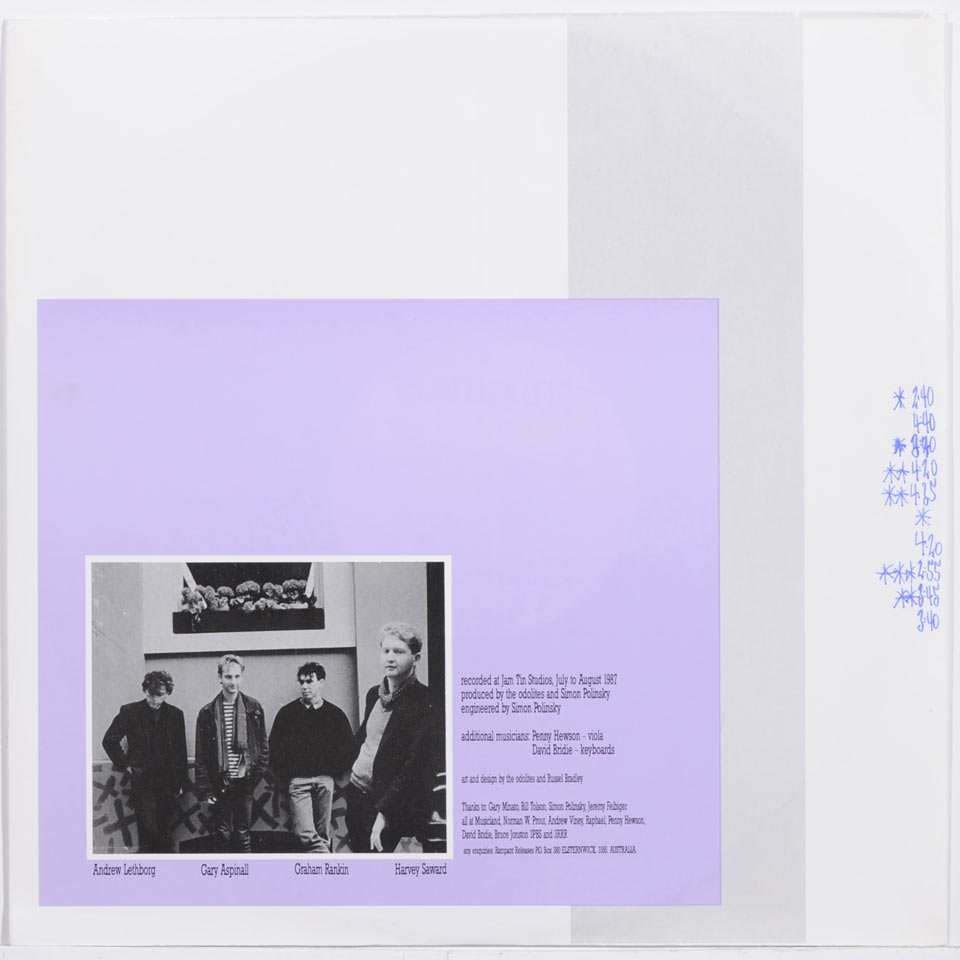 * 2:40
4:40
**4:20
**4:25
*
4:20
***2:55
**3:45
3:40
recorded at Jam Tin Studios, July to August 1987
produced by the odolites and Simon Polinsky
engineered by Simon Polinsky
additional musicians: Penny Hewson - viola
David Bridie - keyboards
art and design by the odolites and Russel Bradley
Thanks to: Gary Minato, Bill Tolson, Simon Polinsky, Jeremy Feibiger
all at Musicland, Norman W. Prout, Andrew Viney, Raphael, Penny Hewson,
David Bridie, Bruce Jonston 3PBS and 3RRR
any enquiries: Rampant Releases P.O. Box 380 ELSTERNWICK, 3185. AUSTRALIA.
Andrew Lethborg Gary Aspinall Graham Rankin Harvey Saward